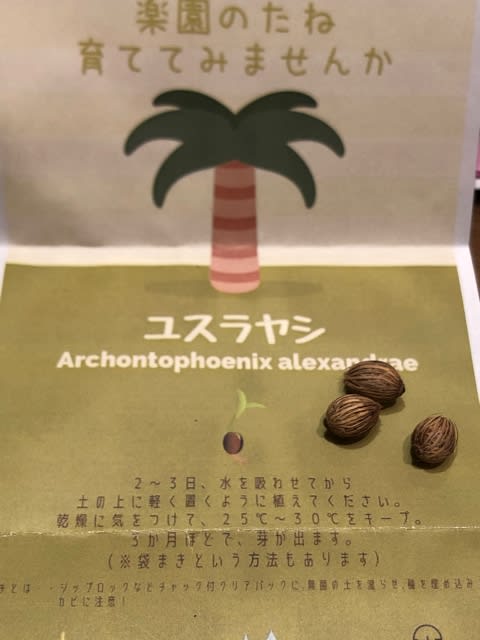 楽園のたね
育ててみませんか
ユスラヤシ
Archontophoenix alexandrae
2～3日、水を吸わせてから
土の上に軽く置くように植えてください。
乾燥に気をつけて、25℃～30℃をキープ。
3か月ほどで、芽が出ます。
(※袋まきという方法もあります)
きとは・・ジップロックなどチャック付クリアパックに、無菌の土を湿らせ、種を埋め込み
カビに注意！